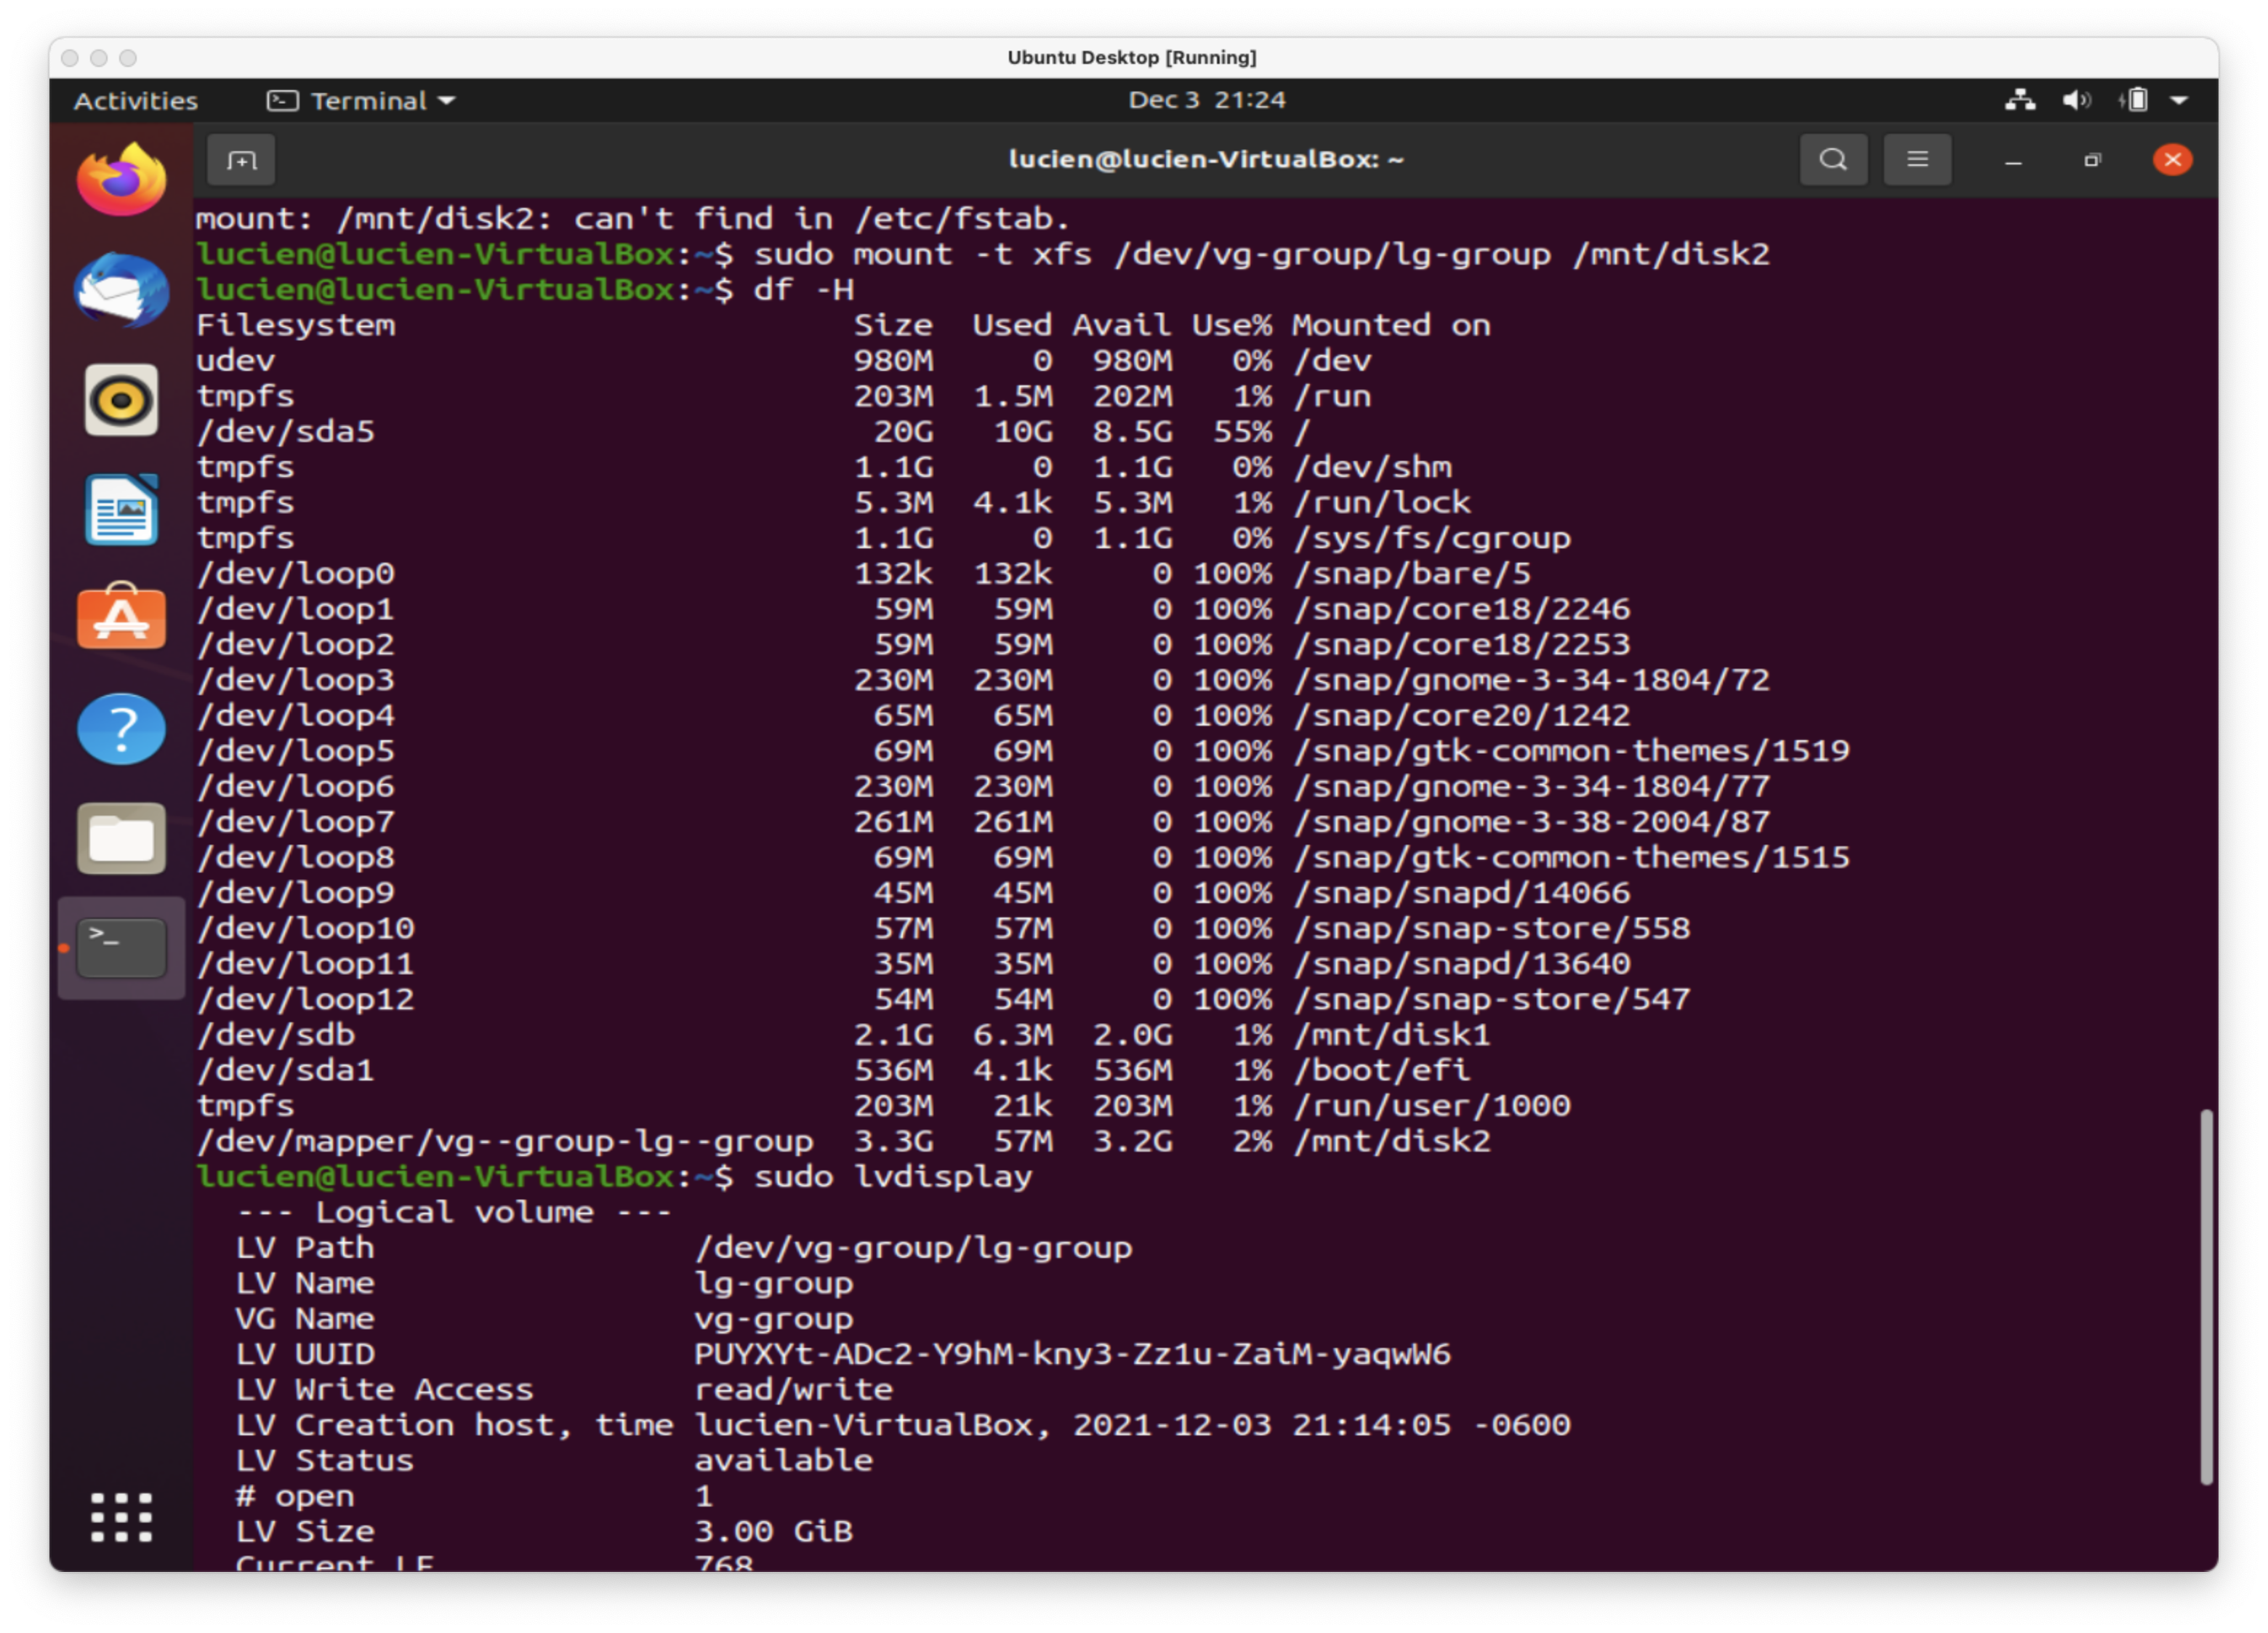 Ubuntu Desktop [Running]
Activities Terminal Dec 3 21:24
lucien@lucien-VirtualBox: ~
mount: /mnt/disk2: can't find in /etc/fstab.
lucien@lucien-VirtualBox:~$ sudo mount -t xfs /dev/vg-group/lg-group /mnt/disk2
lucien@lucien-VirtualBox:~$ df -H
Filesystem Size Used Avail Use% Mounted on
udev 980M 0 980M 0% /dev
tmpfs 203M 1.5M 202M 1% /run
/dev/sda5 20G 10G 8.5G 55% /
tmpfs 1.1G 0 1.1G 0% /dev/shm
tmpfs 5.3M 4.1k 5.3M 1% /run/lock
tmpfs 1.1G 0 1.1G 0% /sys/fs/cgroup
/dev/loop0 132k 132k 0 100% /snap/bare/5
/dev/loop1 59M 59M 0 100% /snap/core18/2246
/dev/loop2 59M 59M 0 100% /snap/core18/2253
/dev/loop3 230M 230M 0 100% /snap/gnome-3-34-1804/72
/dev/loop4 65M 65M 0 100% /snap/core20/1242
/dev/loop5 69M 69M 0 100% /snap/gtk-common-themes/1519
/dev/loop6 230M 230M 0 100% /snap/gnome-3-34-1804/77
/dev/loop7 261M 261M 0 100% /snap/gnome-3-38-2004/87
/dev/loop8 69M 69M 0 100% /snap/gtk-common-themes/1515
/dev/loop9 45M 45M 0 100% /snap/snapd/14066
/dev/loop10 57M 57M 0 100% /snap/snap-store/558
/dev/loop11 35M 35M 0 100% /snap/snapd/13640
/dev/loop12 54M 54M 0 100% /snap/snap-store/547
/dev/sdb 2.1G 6.3M 2.0G 1% /mnt/disk1
/dev/sda1 536M 4.1k 536M 1% /boot/efi
tmpfs 203M 21k 203M 1% /run/user/1000
/dev/mapper/vg--group-lg--group 3.3G 57M 3.2G 2% /mnt/disk2
lucien@lucien-VirtualBox:~$ sudo lvdisplay
--- Logical volume ---
LV Path /dev/vg-group/lg-group
LV Name lg-group
VG Name vg-group
LV UUID PUYXYt-ADc2-Y9hM-kny3-Zz1u-ZaiM-yaqwW6
LV Write Access read/write
LV Creation host, time lucien-VirtualBox, 2021-12-03 21:14:05 -0600
LV Status available
# open 1
LV Size 3.00 GiB
Current LE 768